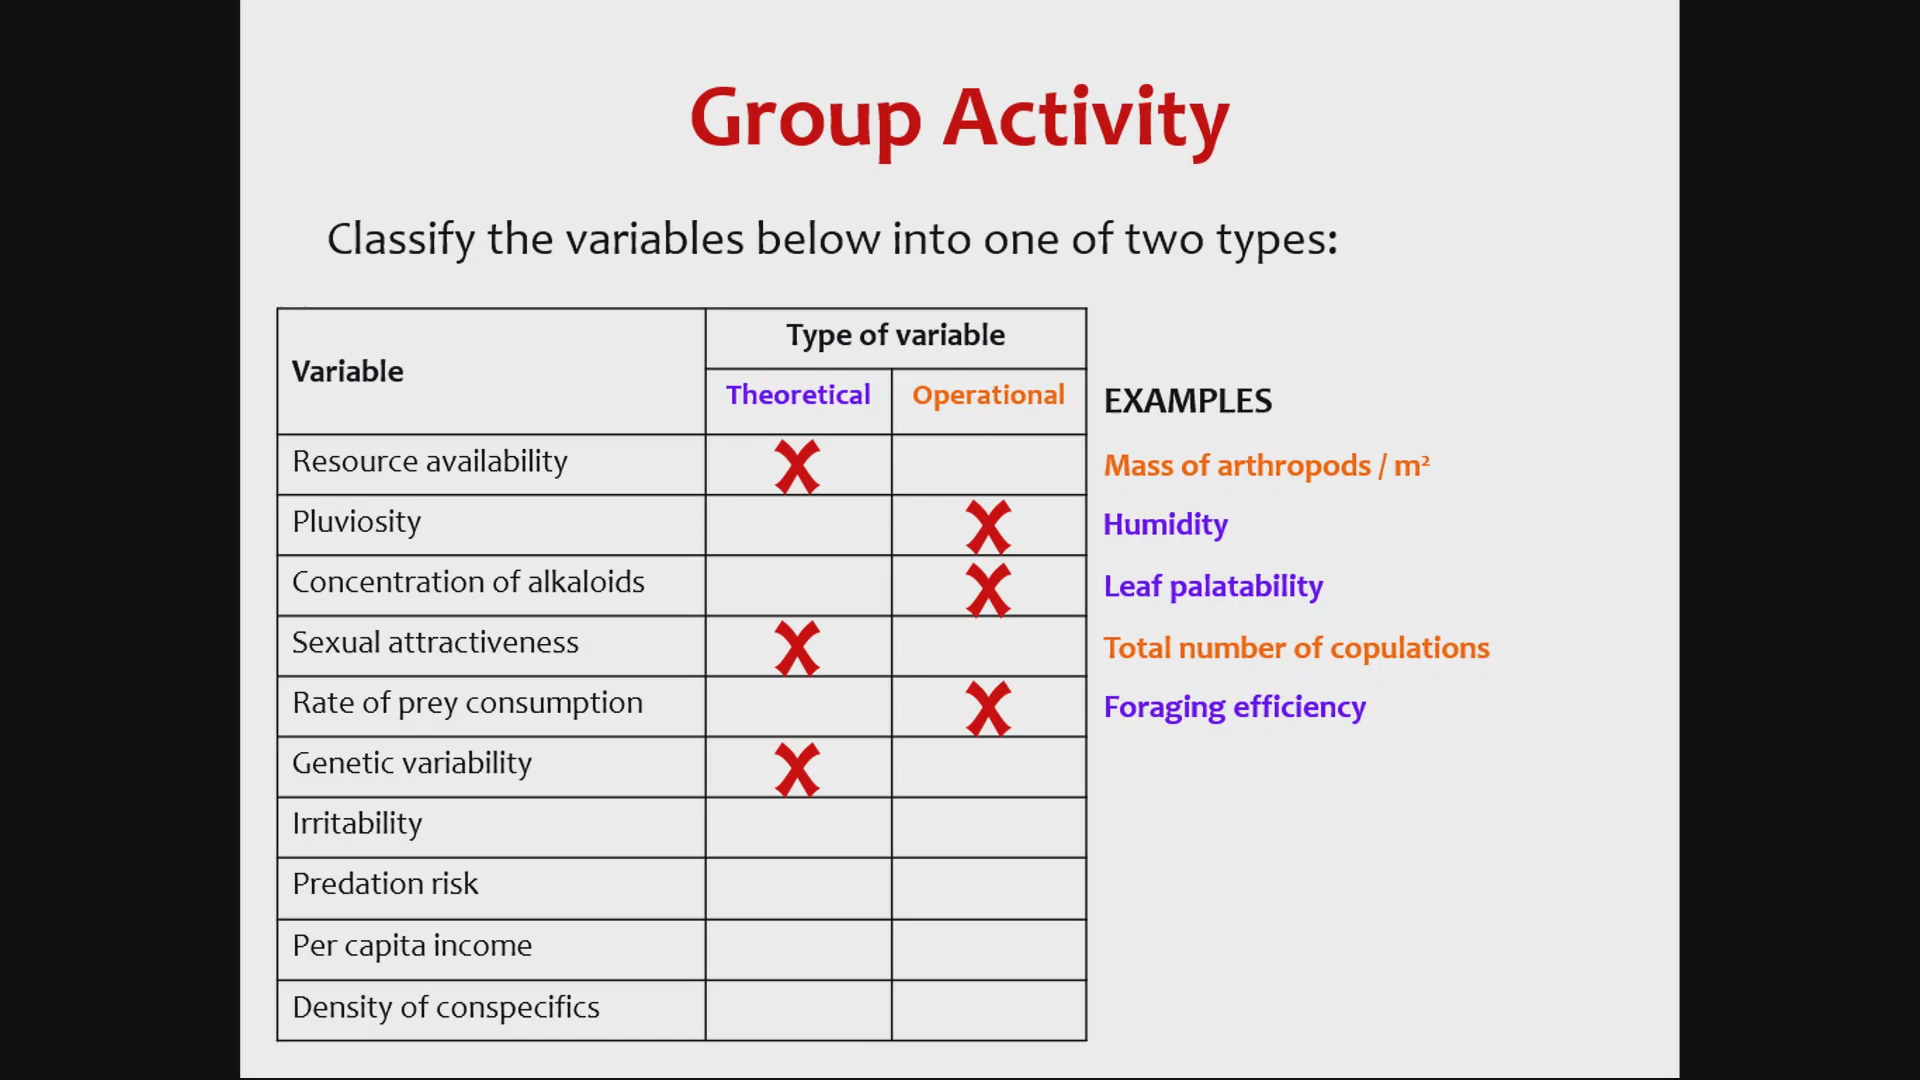 Group Activity
Classify the variables below into one of two types:
Variable
Type of variable
Theoretical
Operational
EXAMPLES
Resource availability
X
Mass of arthropods / m²
Pluviosity
X
Humidity
Concentration of alkaloids
X
Leaf palatability
Sexual attractiveness
X
Total number of copulations
Rate of prey consumption
X
Foraging efficiency
Genetic variability
X
Irritability
Predation risk
Per capita income
Density of conspecifics